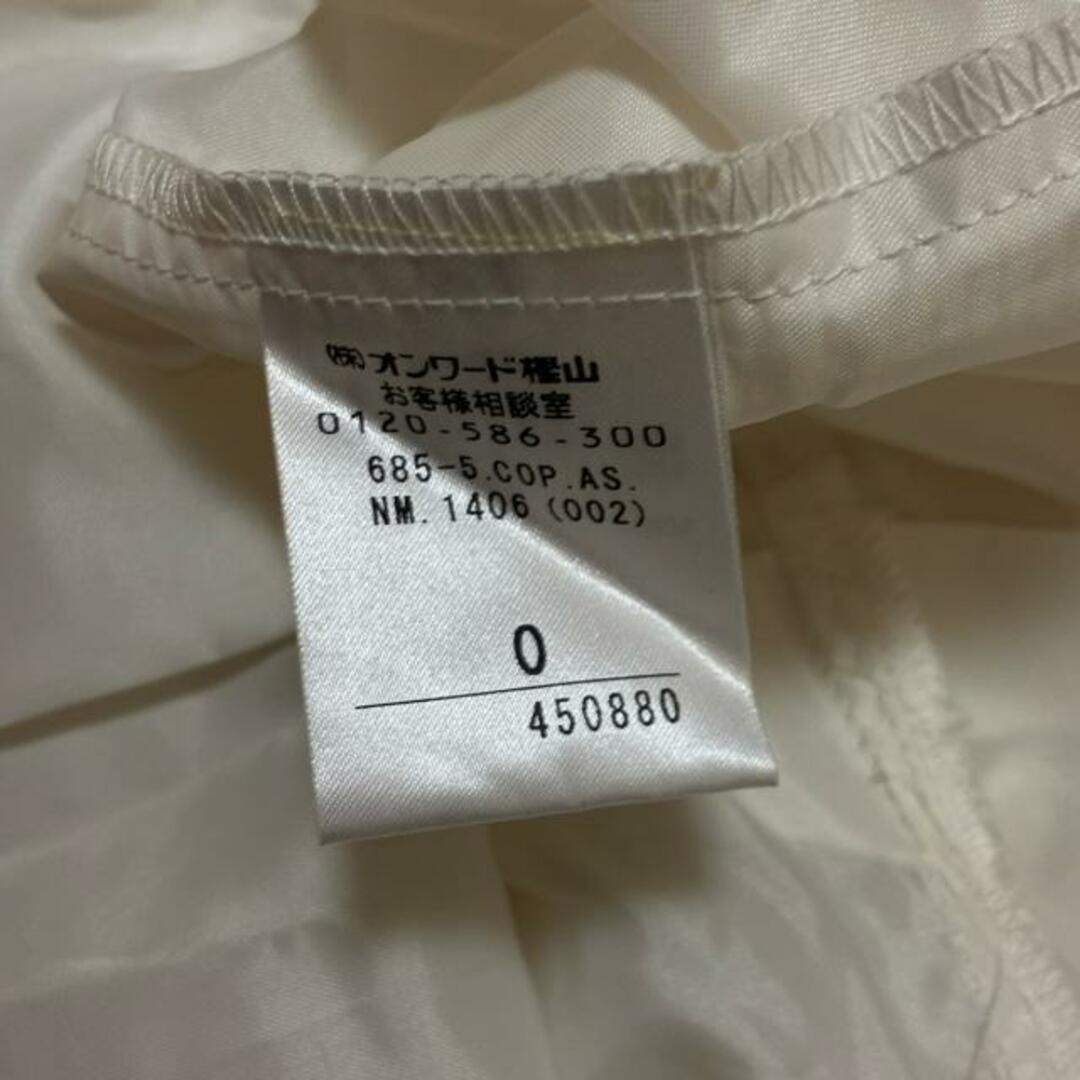 (株)オンワード樫山
お客様相談室
0120-586-300
685-5.COP.AS.
NM.1406(002)
0
450880